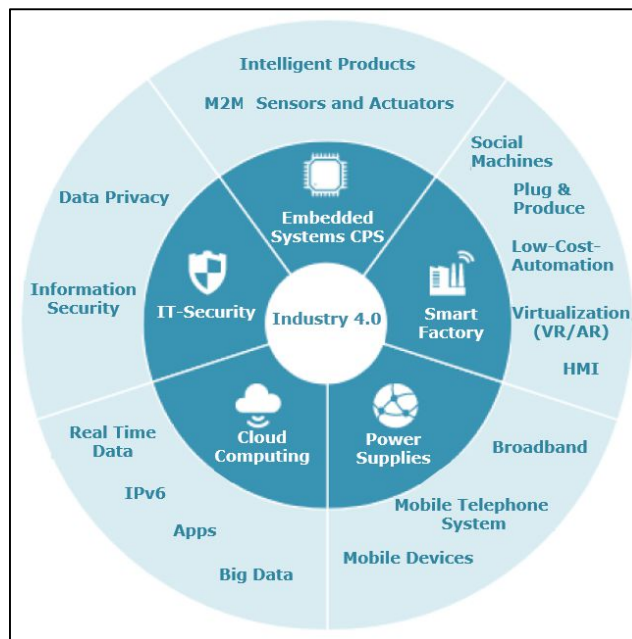 Intelligent Products
M2M Sensors and Actuators
Embedded
Systems CPS
Social
Machines
Plug &
Produce
Low-Cost-
Automation
Virtualization
(VR/AR)
HMI
Smart
Factory
Broadband
Mobile Telephone
System
Mobile Devices
Power
Supplies
Real Time
Data
IPv6
Apps
Big Data
Cloud
Computing
Data Privacy
Information
Security
IT-Security
Industry 4.0